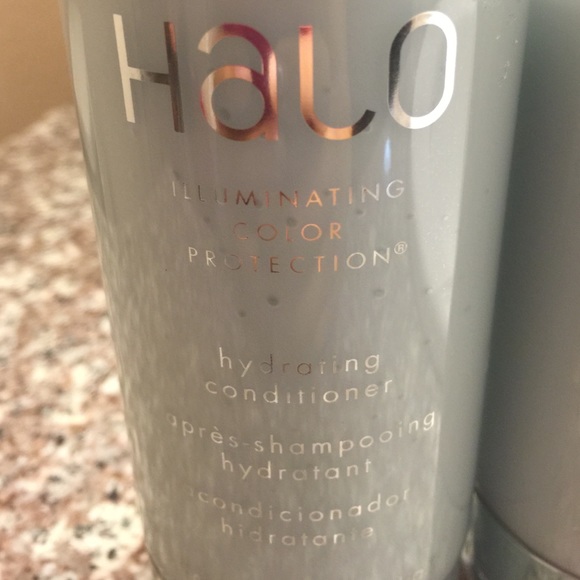 Halo
ILLUMINATING
COLOR
PROTECTION®
hydrating
conditioner
après-shampooing
hydratant
acondicionador
hidratante